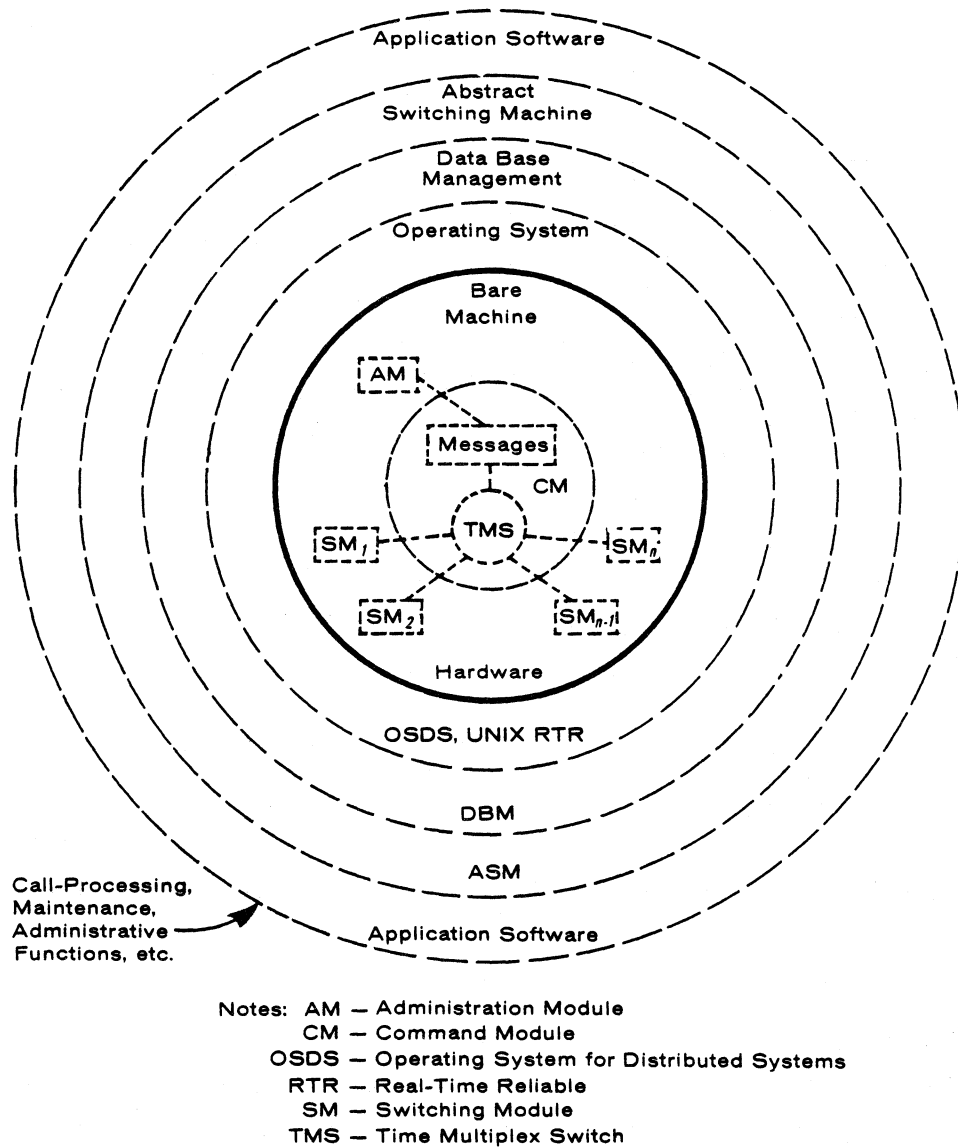 Application Software
Abstract
Switching Machine
Data Base
Management
Operating System
Bare
Machine
AM
Messages
CM
TMS
SM1
SMn
SM2
SMn-1
Hardware
OSDS, UNIX RTR
DBM
ASM
Call-Processing,
Maintenance,
Administrative
Functions, etc.
Application Software
Notes: AM — Administration Module
CM — Command Module
OSDS — Operating System for Distributed Systems
RTR — Real-Time Reliable
SM — Switching Module
TMS — Time Multiplex Switch